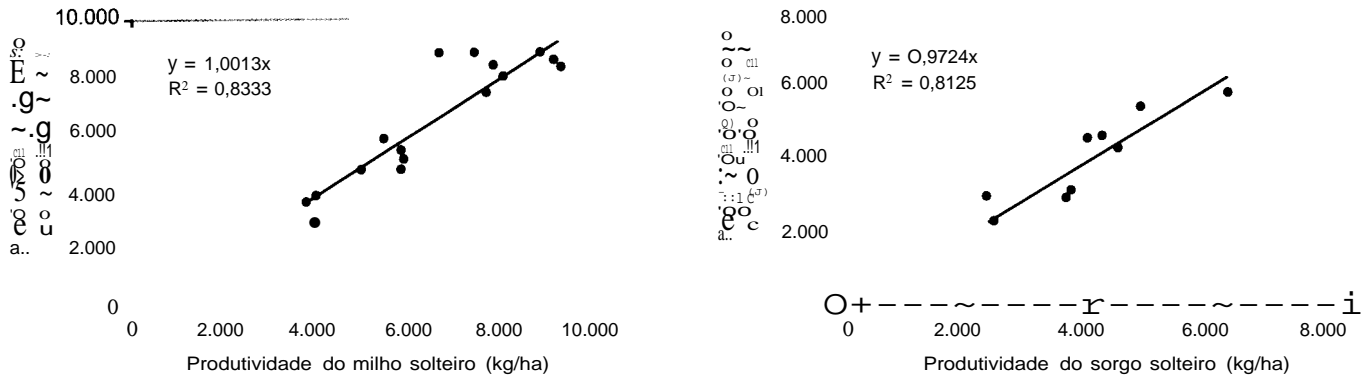 10.000
y = 1,0013x
R² = 0,8333
8.000
6.000
4.000
2.000
0
0 2.000 4.000 6.000 8.000 10.000
Produtividade do milho solteiro (kg/ha)
8.000
y = O,9724x
R² = 0,8125
6.000
4.000
2.000
O+----~----r----~----i
0 2.000 4.000 6.000 8.000
Produtividade do sorgo solteiro (kg/ha)